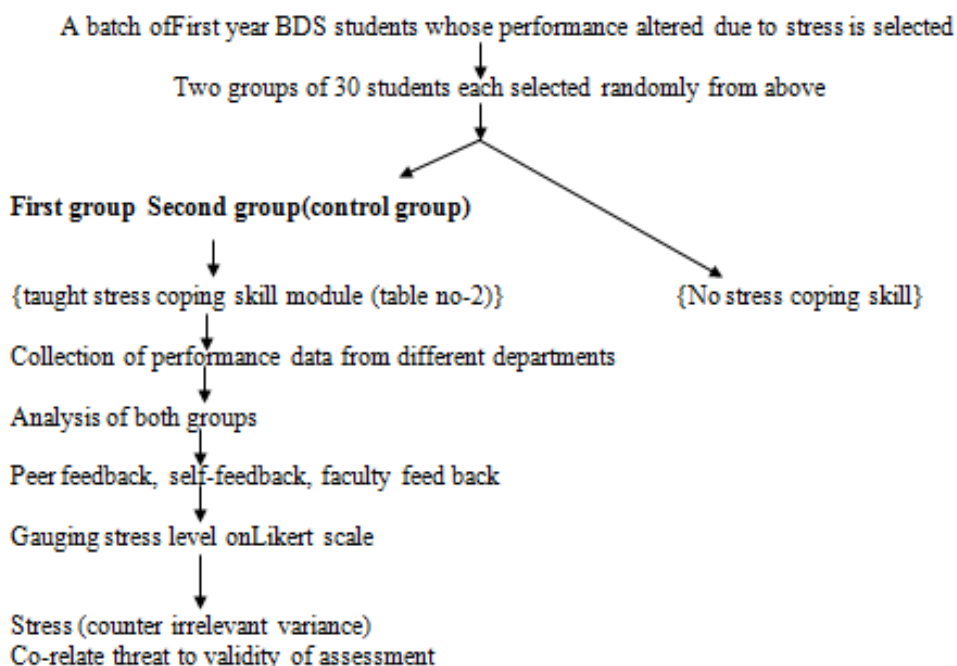 A batch ofFirst year BDS students whose performance altered due to stress is selected
Two groups of 30 students each selected randomly from above
First group Second group(control group)
{taught stress coping skill module (table no-2)}
{No stress coping skill}
Collection of performance data from different departments
Analysis of both groups
Peer feedback, self-feedback, faculty feed back
Gauging stress level onLikert scale
Stress (counter irrelevant variance)
Co-relate threat to validity of assessment